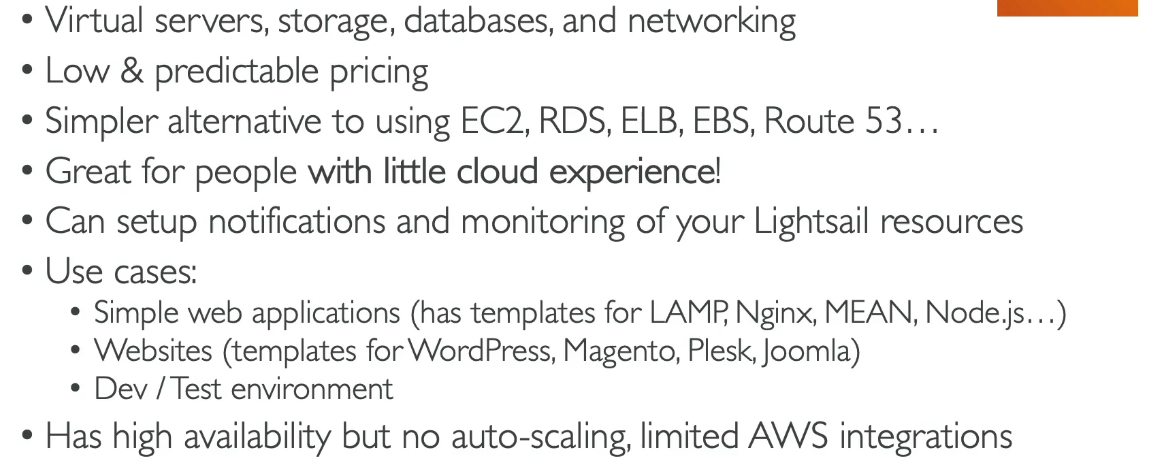 • Virtual servers, storage, databases, and networking
• Low & predictable pricing
• Simpler alternative to using EC2, RDS, ELB, EBS, Route 53…
• Great for people with little cloud experience!
• Can setup notifications and monitoring of your Lightsail resources
• Use cases:
• Simple web applications (has templates for LAMP, Nginx, MEAN, Node.js…)
• Websites (templates for WordPress, Magento, Plesk, Joomla)
• Dev / Test environment
• Has high availability but no auto-scaling, limited AWS integrations